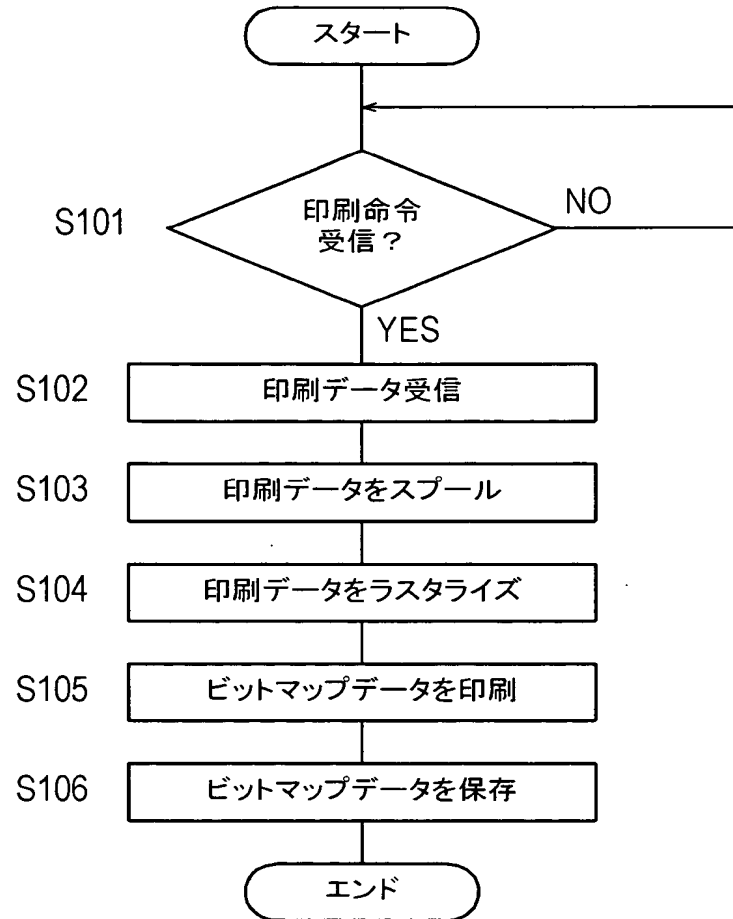 スタート
S101
印刷命令
受信？
NO
YES
S102
印刷データ受信
S103
印刷データをスプール
S104
印刷データをラスタライズ
S105
ビットマップデータを印刷
S106
ビットマップデータを保存
エンド